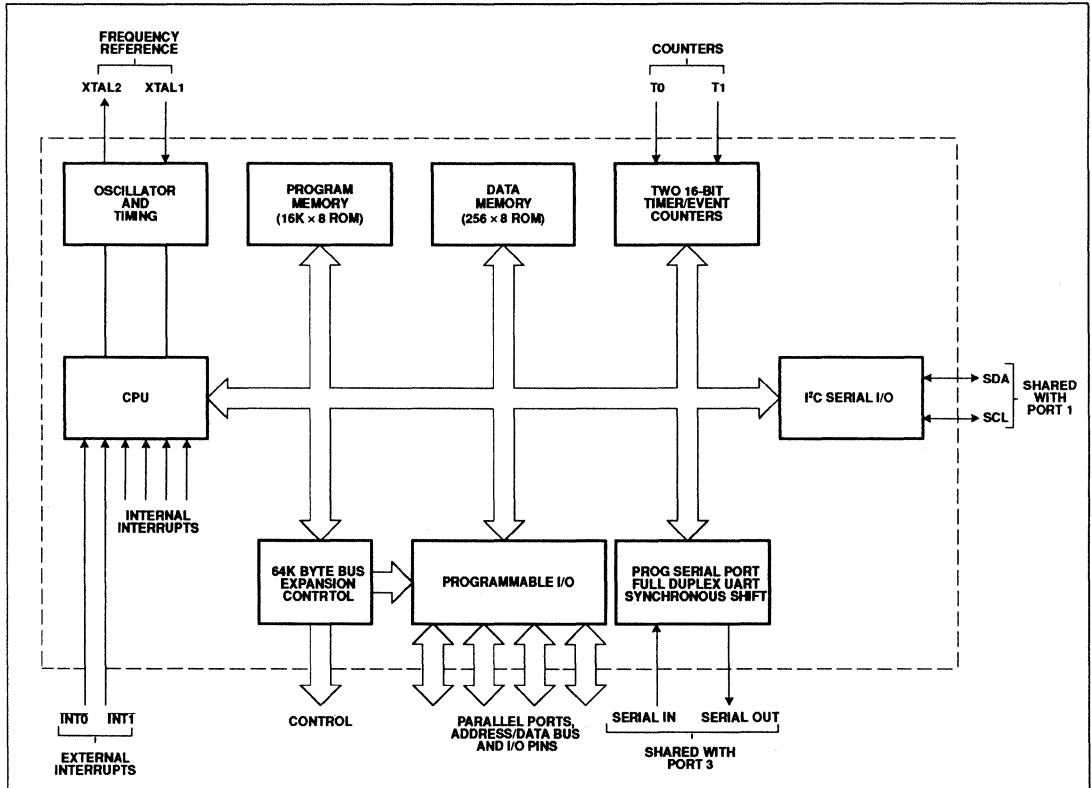 FREQUENCY
REFERENCE
XTAL2
XTAL1
COUNTERS
T0
T1
OSCILLATOR
AND
TIMING
PROGRAM
MEMORY
(16K × 8 ROM)
DATA
MEMORY
(256 × 8 ROM)
TWO 16-BIT
TIMER/EVENT
COUNTERS
CPU
I²C SERIAL I/O
SDA
SCL
SHARED
WITH
PORT 1
INTERNAL
INTERRUPTS
64K BYTE BUS
EXPANSION
CONTRTOL
PROGRAMMABLE I/O
PROG SERIAL PORT
FULL DUPLEX UART
SYNCHRONOUS SHIFT
INT0
INT1
EXTERNAL
INTERRUPTS
CONTROL
PARALLEL PORTS,
ADDRESS/DATA BUS
AND I/O PINS
SERIAL IN
SERIAL OUT
SHARED WITH
PORT 3